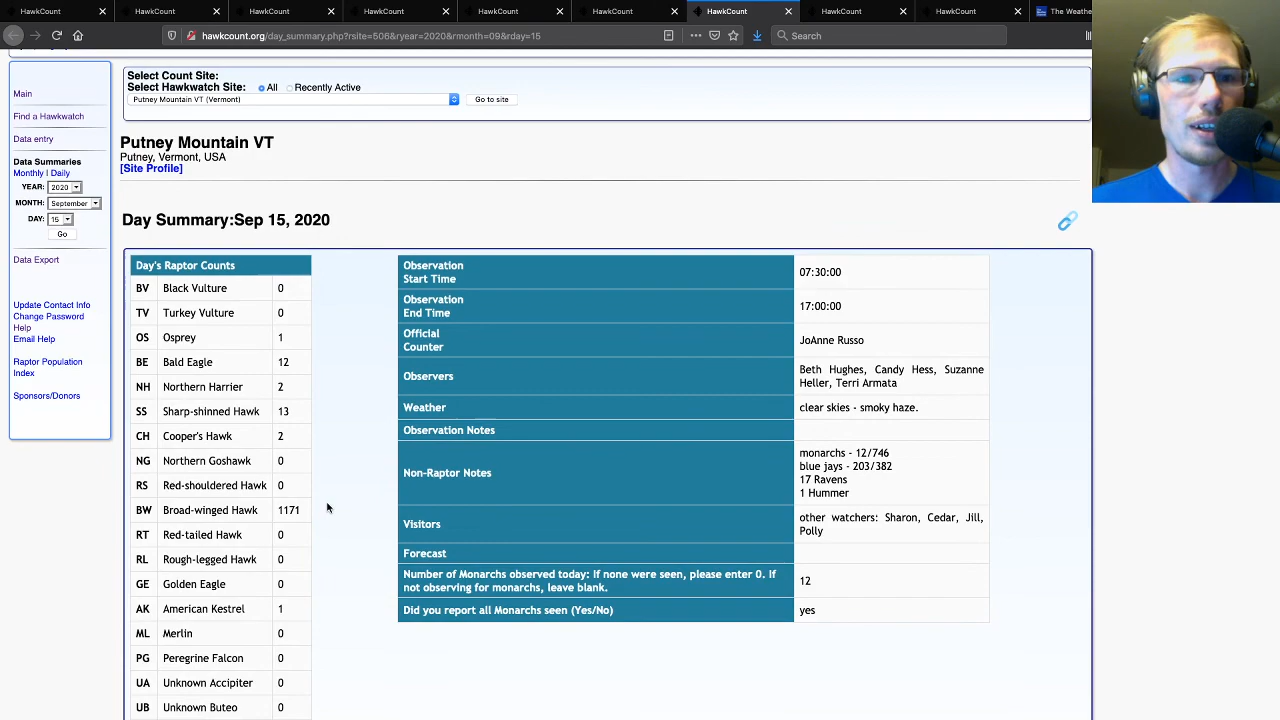 HawkCount
HawkCount
HawkCount
HawkCount
HawkCount
HawkCount
HawkCount
HawkCount
HawkCount
The Weathe
hawkcount.org/day_summary.php?rsite=506&ryear=2020&rmonth=09&rday=15
Search
Select Count Site:
Select Hawkwatch Site: All Recently Active
Putney Mountain VT (Vermont) Go to site
Main
Find a Hawkwatch
Data entry
Data Summaries
Monthly | Daily
YEAR: 2020
MONTH: September
DAY: 15
Go
Data Export
Update Contact Info
Change Password
Help
Email Help
Raptor Population
Index
Sponsors/Donors
Putney Mountain VT
Putney, Vermont, USA
[Site Profile]
Day Summary:Sep 15, 2020
Day's Raptor Counts
BV Black Vulture 0
TV Turkey Vulture 0
OS Osprey 1
BE Bald Eagle 12
NH Northern Harrier 2
SS Sharp-shinned Hawk 13
CH Cooper's Hawk 2
NG Northern Goshawk 0
RS Red-shouldered Hawk 0
BW Broad-winged Hawk 1171
RT Red-tailed Hawk 0
RL Rough-legged Hawk 0
GE Golden Eagle 0
AK American Kestrel 1
ML Merlin 0
PG Peregrine Falcon 0
UA Unknown Accipiter 0
UB Unknown Buteo 0
Observation
Start Time
07:30:00
Observation
End Time
17:00:00
Official
Counter
JoAnne Russo
Observers
Beth Hughes, Candy Hess, Suzanne
Heller, Terri Armata
Weather
clear skies - smoky haze.
Observation Notes
Non-Raptor Notes
monarchs - 12/746
blue jays - 203/382
17 Ravens
1 Hummer
Visitors
other watchers: Sharon, Cedar, Jill,
Polly
Forecast
Number of Monarchs observed today: If none were seen, please enter 0. If
not observing for monarchs, leave blank.
12
Did you report all Monarchs seen (Yes/No)
yes